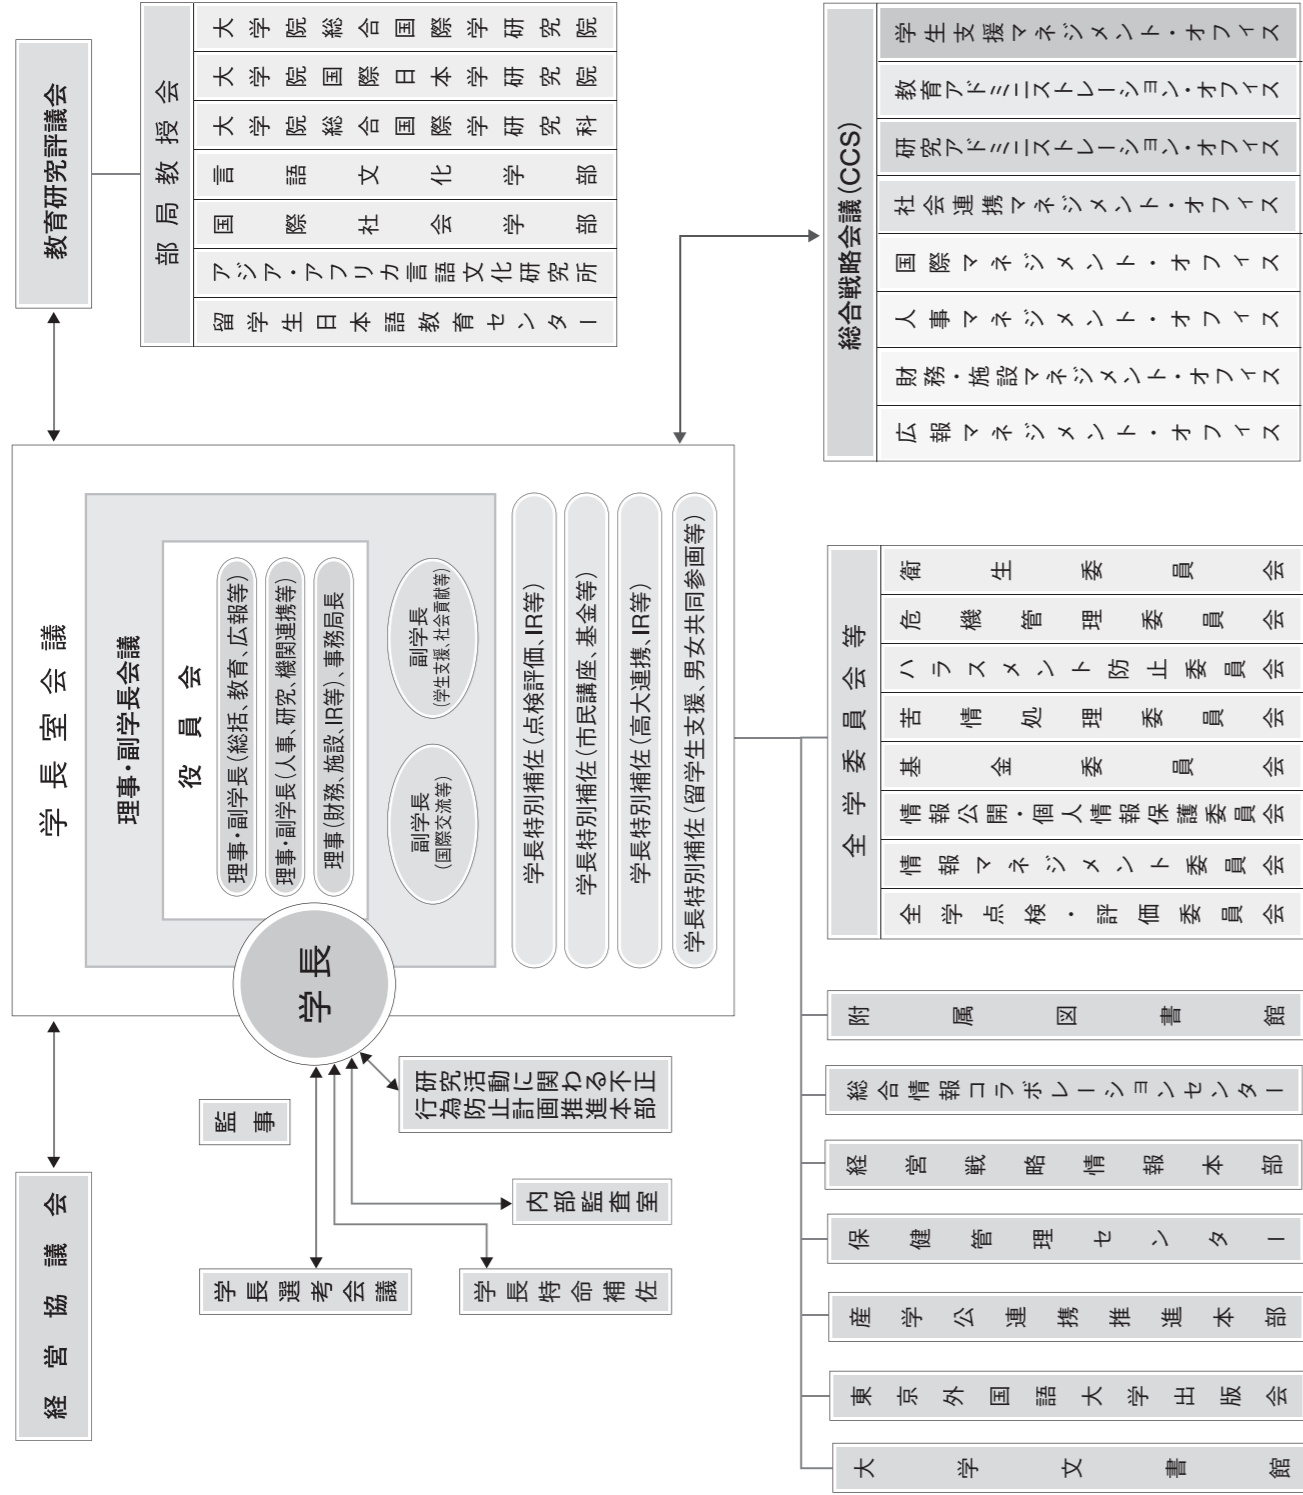 経営協議会
学長室会議
教育研究評議会
理事・副学長会議
役員会
理事・副学長（総括、教育、広報等）
理事・副学長（人事、研究、機関連携等）
理事（財務、施設、IR等）、事務局長
学長
副学長
（国際交流等）
副学長
（学生支援、社会貢献等）
学長特別補佐（点検評価、IR等）
学長特別補佐（市民講座、基金等）
学長特別補佐（高大連携、IR等）
学長特別補佐（留学生支援、男女共同参画等）
監事
学長選考会議
学長特命補佐
内部監査室
研究活動に関わる不正
行為防止計画推進本部
部局教授会
大学院総合国際学研究院
大学院国際日本学研究院
大学院総合国際学研究科
言語文化学部
国際社会学部
アジア・アフリカ言語文化研究所
留学生日本語教育センター
総合戦略会議（CCS）
学生支援マネジメント・オフィス
教育アドミニストレーション・オフィス
研究アドミニストレーション・オフィス
社会連携マネジメント・オフィス
国際マネジメント・オフィス
人事マネジメント・オフィス
財務・施設マネジメント・オフィス
広報マネジメント・オフィス
全学委員会等
衛生委員会
危機管理委員会
ハラスメント防止委員会
苦情処理委員会
基金委員会
情報公開・個人情報保護委員会
情報マネジメント委員会
全学点検・評価委員会
附属図書館
総合情報コラボレーションセンター
経営戦略情報本部
保健管理センター
産学公連携推進本部
東京外国語大学出版会
大学文書館